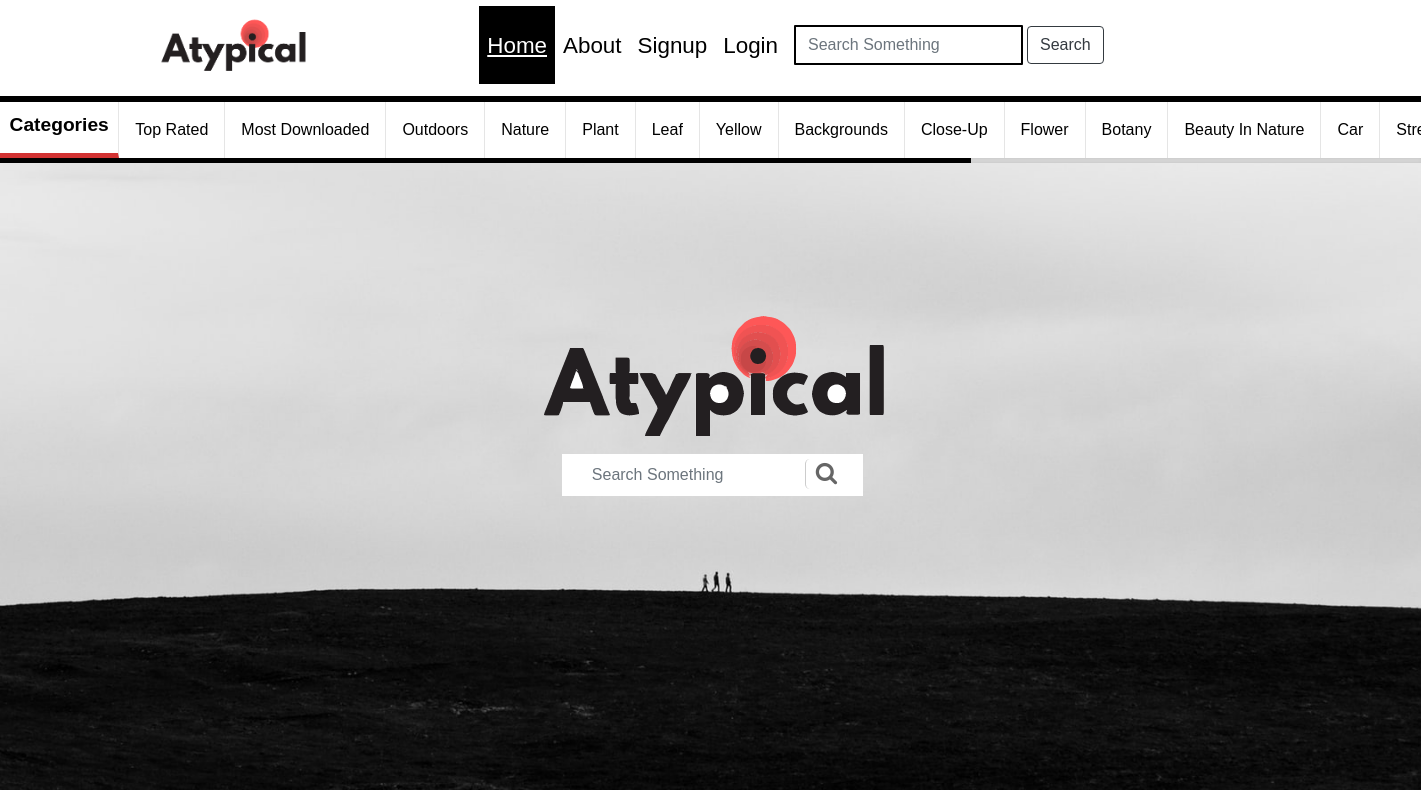 Atypical
Home About Signup Login Search Something Search
Categories Top Rated Most Downloaded Outdoors Nature Plant Leaf Yellow Backgrounds Close-Up Flower Botany Beauty In Nature Car
Atypical
Search Something